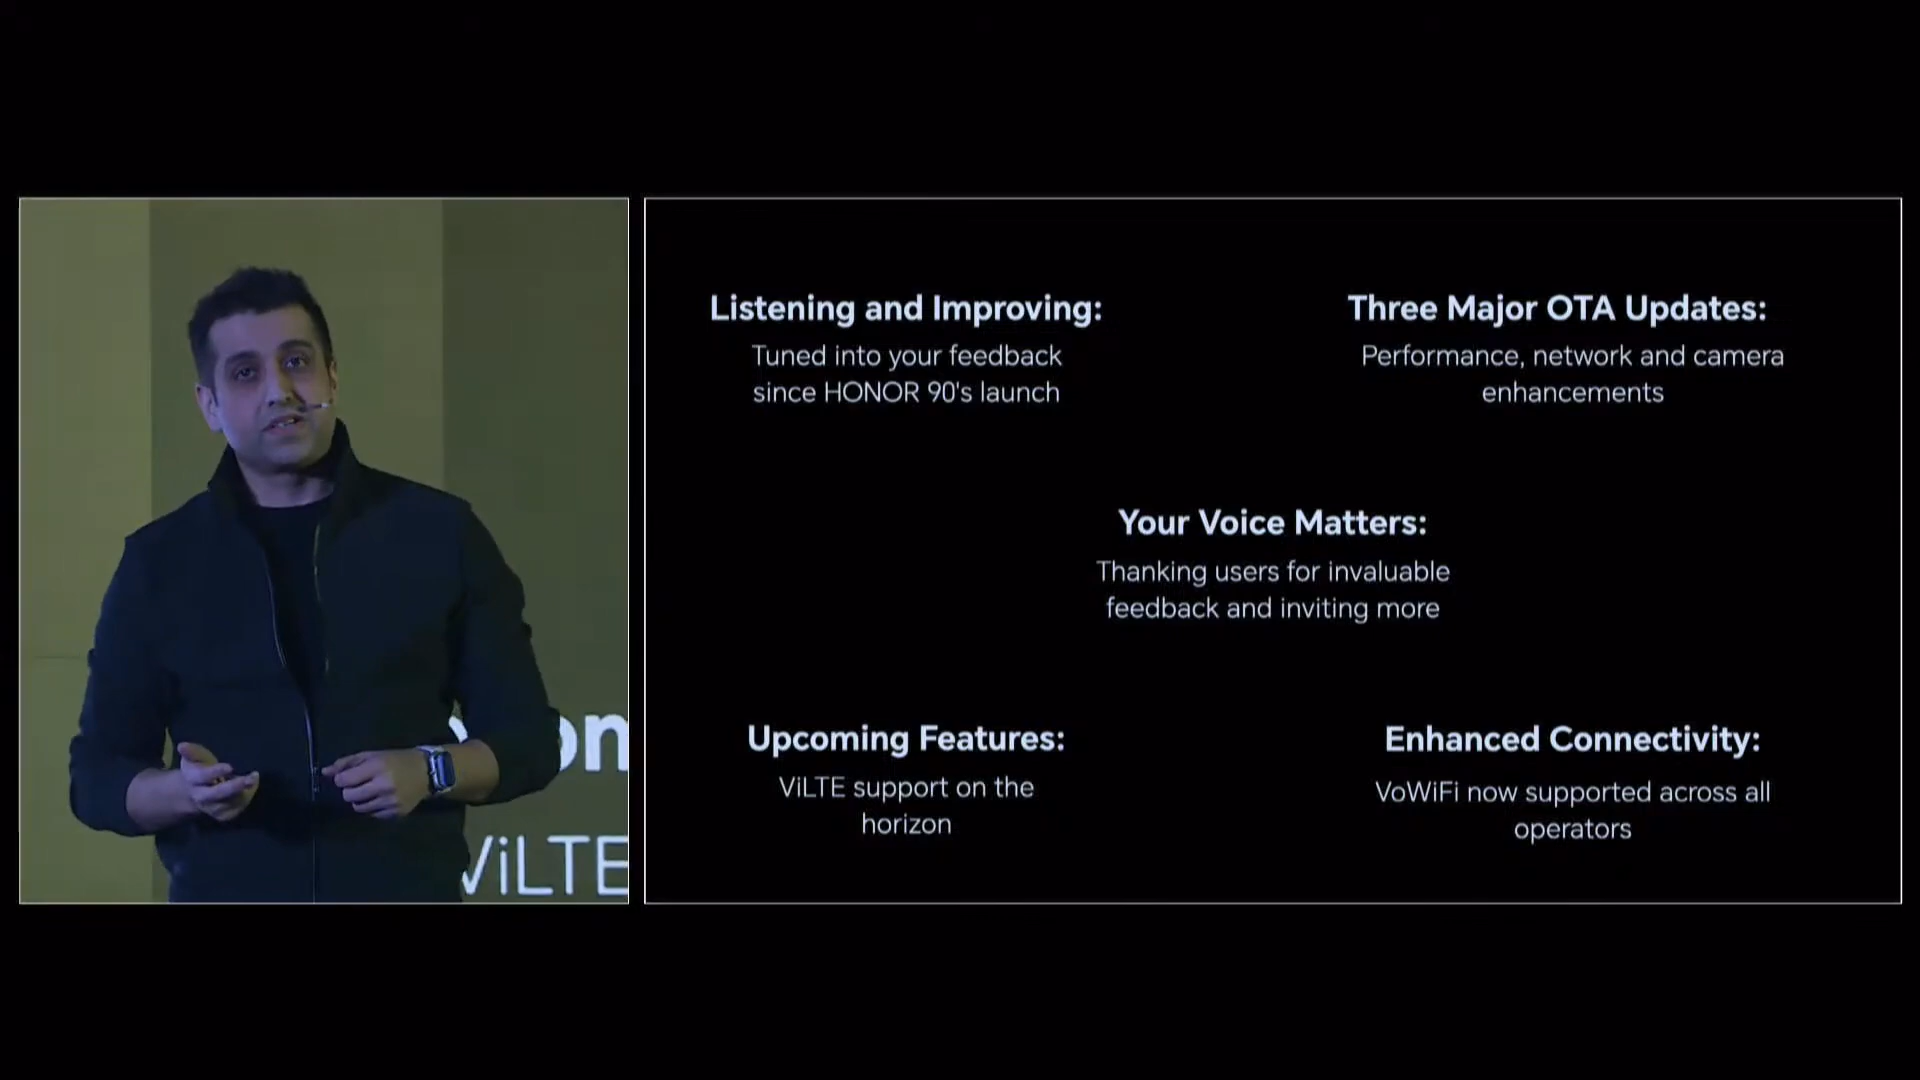 Listening and Improving:
Tuned into your feedback
since HONOR 90's launch
Three Major OTA Updates:
Performance, network and camera
enhancements
Your Voice Matters:
Thanking users for invaluable
feedback and inviting more
Upcoming Features:
ViLTE support on the
horizon
Enhanced Connectivity:
VoWiFi now supported across all
operators
ViLTE